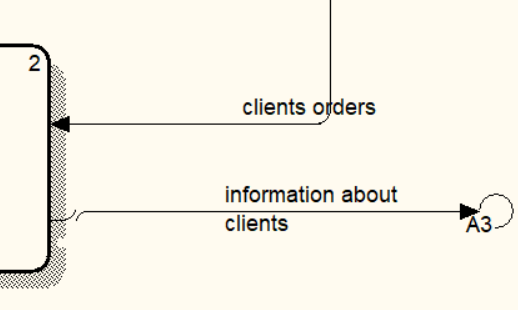 2
clients orders
information about
clients
A3